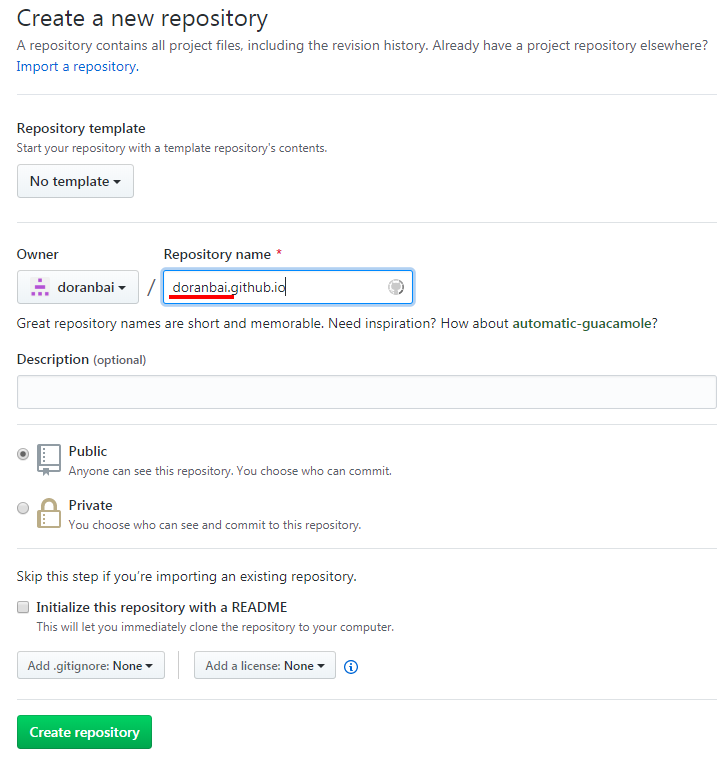 Create a new repository
A repository contains all project files, including the revision history. Already have a project repository elsewhere?
Import a repository.
Repository template
Start your repository with a template repository's contents.
No template
Owner
Repository name *
doranbai
/
doranbai.github.io
Great repository names are short and memorable. Need inspiration? How about automatic-guacamole?
Description (optional)
Public
Anyone can see this repository. You choose who can commit.
Private
You choose who can see and commit to this repository.
Skip this step if you’re importing an existing repository.
Initialize this repository with a README
This will let you immediately clone the repository to your computer.
Add .gitignore: None
Add a license: None
Create repository